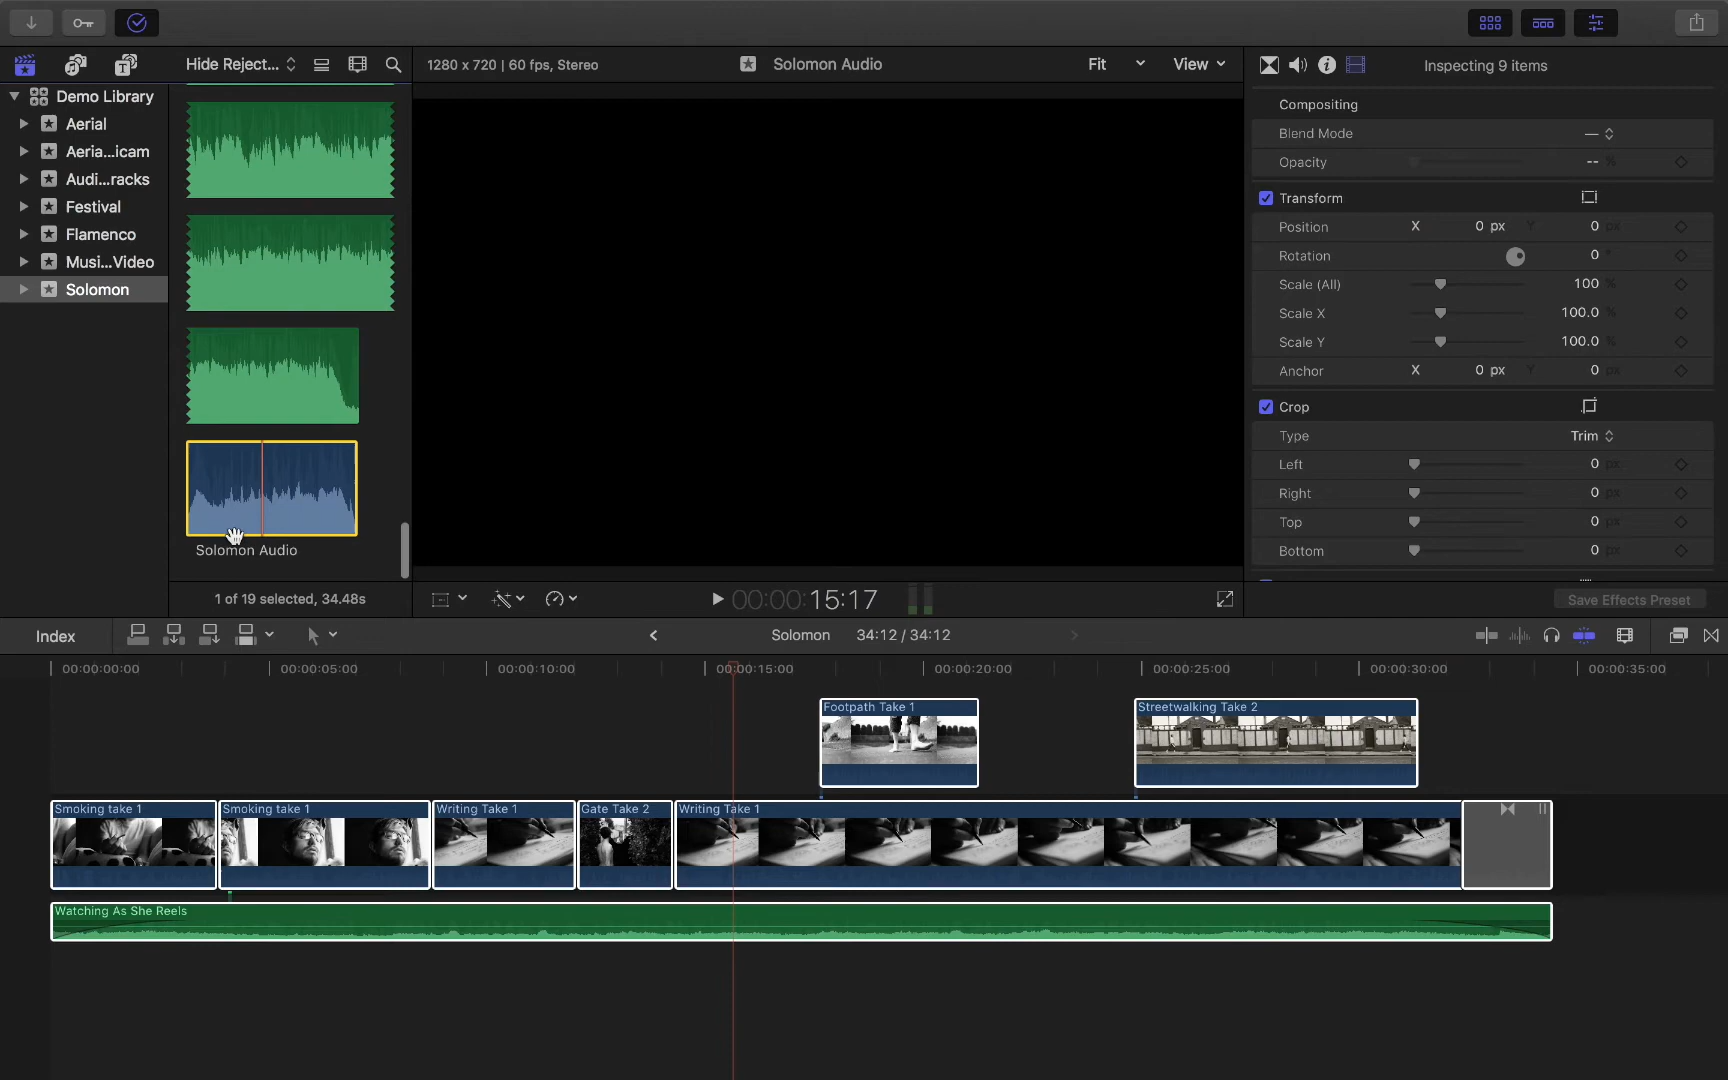 Hide Reject...
1280 x 720 | 60 fps, Stereo
Solomon Audio
Fit
View
Inspecting 9 items
Demo Library
Aerial
Aeria...icam
Audi...racks
Festival
Flamenco
Musi...Video
Solomon
Solomon Audio
1 of 19 selected, 34.48s
Compositing
Blend Mode —
Opacity -- %
Transform
Position X 0 px Y 0 px
Rotation 0 °
Scale (All) 100 %
Scale X 100.0 %
Scale Y 100.0 %
Anchor X 0 px Y 0 px
Crop
Type Trim
Left 0 px
Right 0 px
Top 0 px
Bottom 0 px
00:00:15:17
Save Effects Preset
Index
Solomon 34:12 / 34:12
00:00:00:00 00:00:05:00 00:00:10:00 00:00:15:00 00:00:20:00 00:00:25:00 00:00:30:00 00:00:35:00
Footpath Take 1
Streetwalking Take 2
Smoking take 1
Smoking take 1
Writing Take 1
Gate Take 2
Writing Take 1
Watching As She Reels